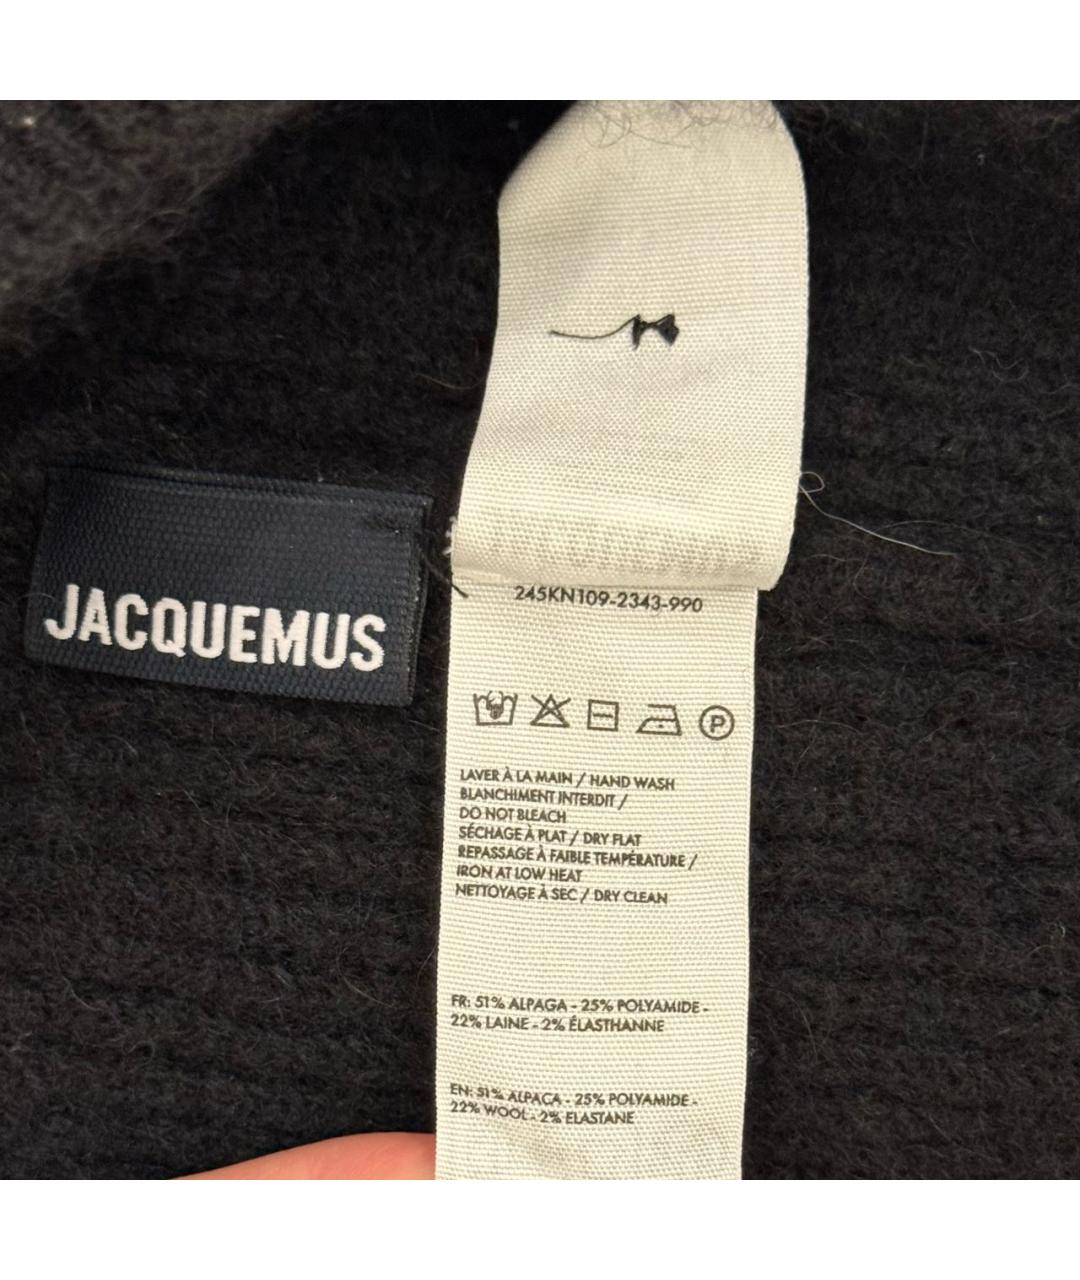 JACQUEMUS
245KN109-2343-990
P
LAVER À LA MAIN / HAND WASH
BLANCHIMENT INTERDIT /
DO NOT BLEACH
SÉCHAGE À PLAT / DRY FLAT
REPASSAGE À FAIBLE TEMPÉRATURE /
IRON AT LOW HEAT
NETTOYAGE À SEC / DRY CLEAN
FR: 51% ALPAGA - 25% POLYAMIDE -
22% LAINE - 2% ÉLASTHANNE
EN: 51% ALPACA - 25% POLYAMIDE -
22% WOOL - 2% ELASTANE